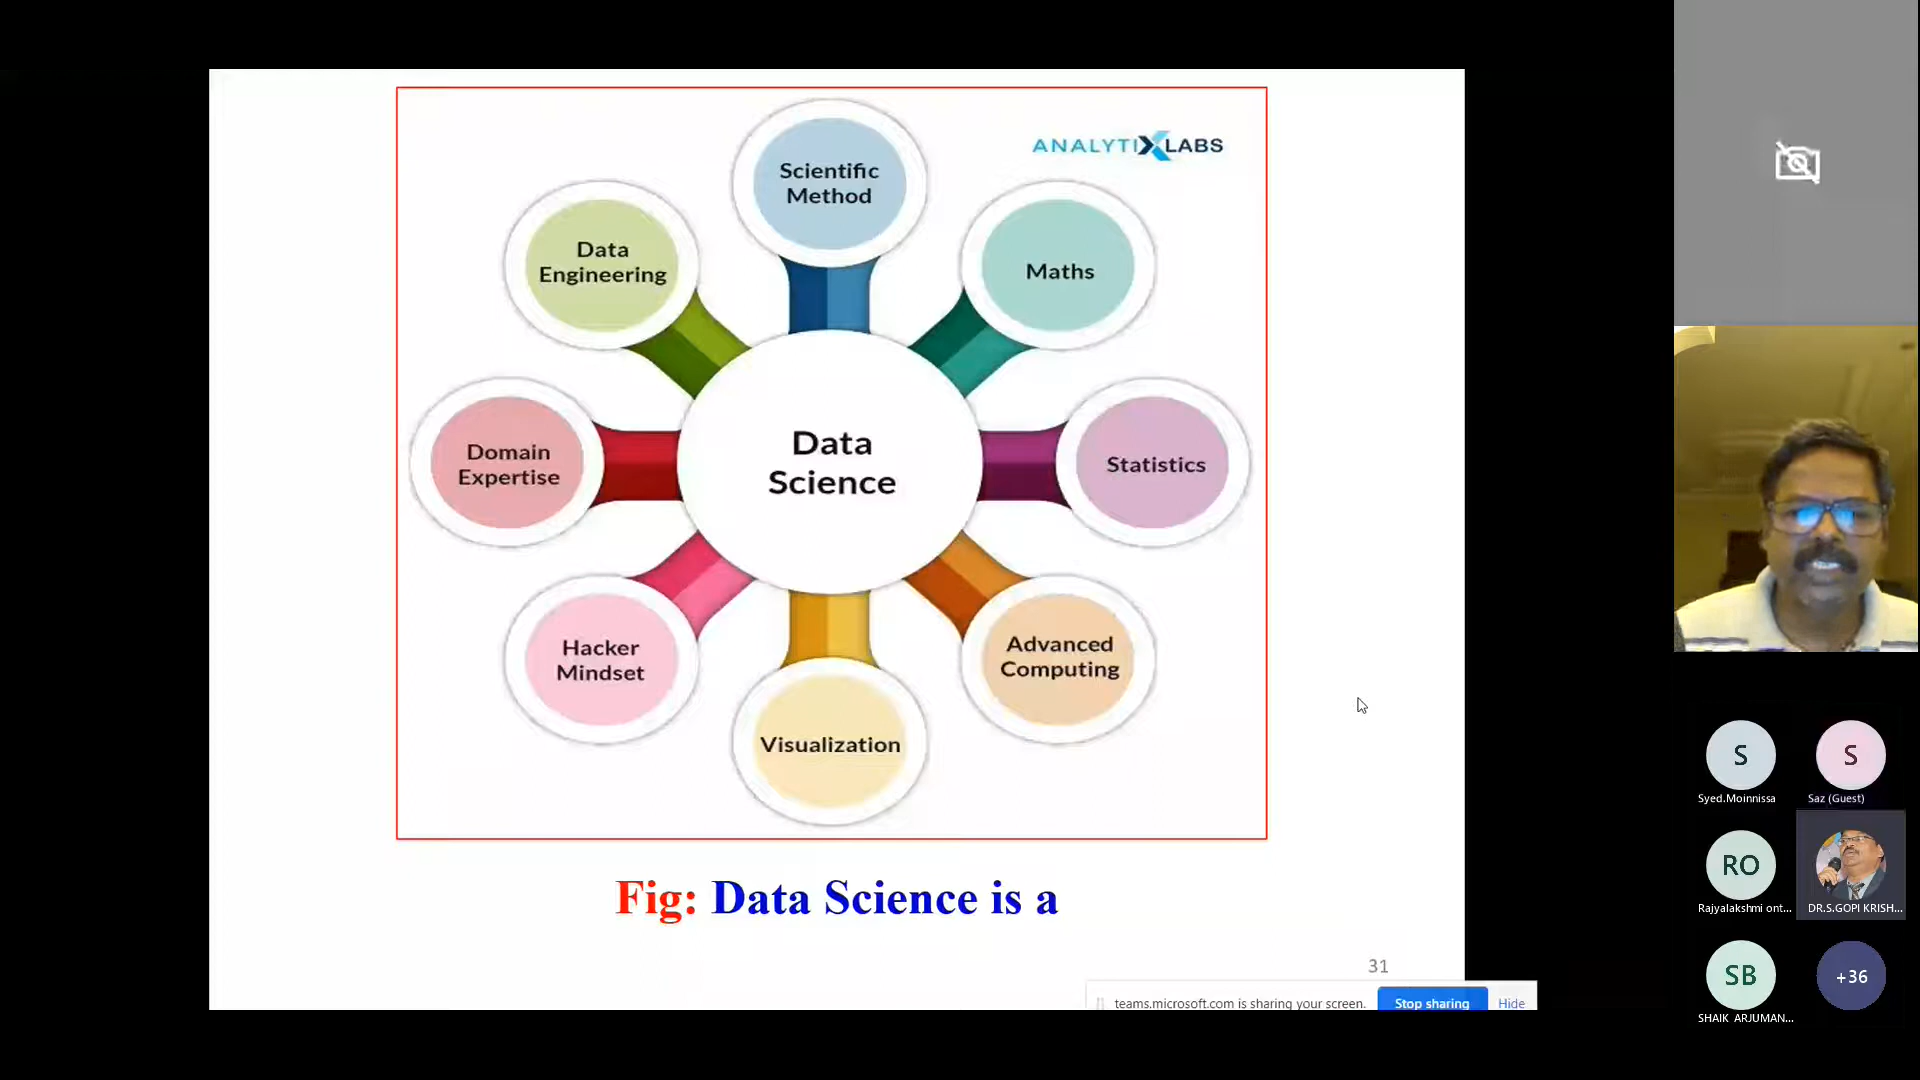 ANALYTIXLABS
Scientific
Method
Data
Engineering
Maths
Domain
Expertise
Data
Science
Statistics
Hacker
Mindset
Advanced
Computing
Visualization
Fig: Data Science is a
31
teams.microsoft.com is sharing your screen.
Stop sharing
Hide
S
Syed.Moinnissa
S
Saz (Guest)
RO
Rajyalakshmi ont...
DR.S.GOPI KRISH...
SB
SHAIK ARJUMAN...
+36